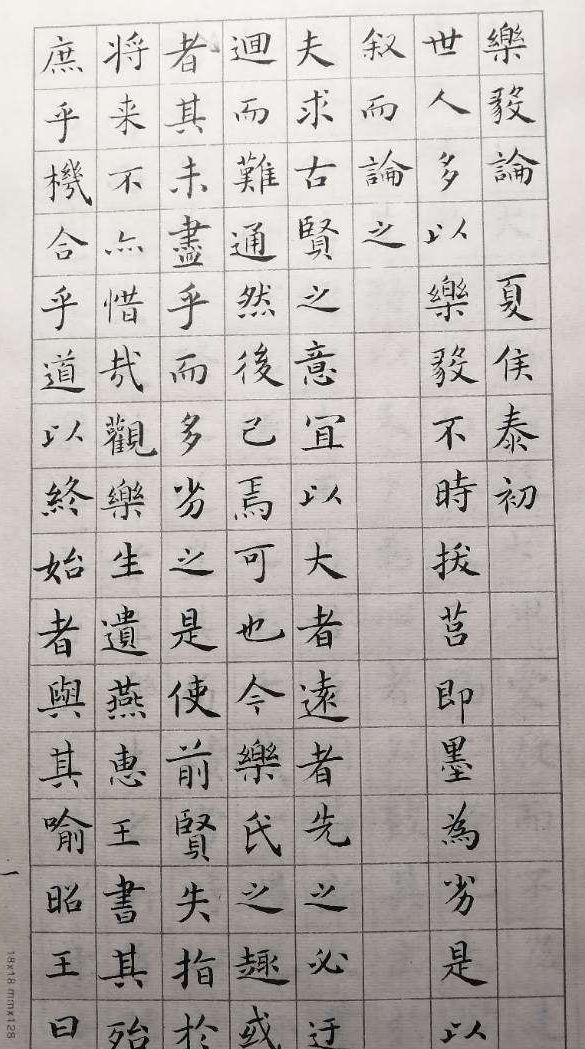 樂毅論 夏侯泰初
世人多以樂毅不時拔莒即墨為劣是以
叙而論之
夫求古賢之意宜以大者遠者先之必迂
迴而難通然後已焉可也今樂氏之趣或
者其未盡乎而多劣之是使前賢失指於
将来不亦惜哉觀樂生遺燕惠王書其殆
庶乎機合乎道以終始者與其喻昭王曰
一
18x18.mmx128